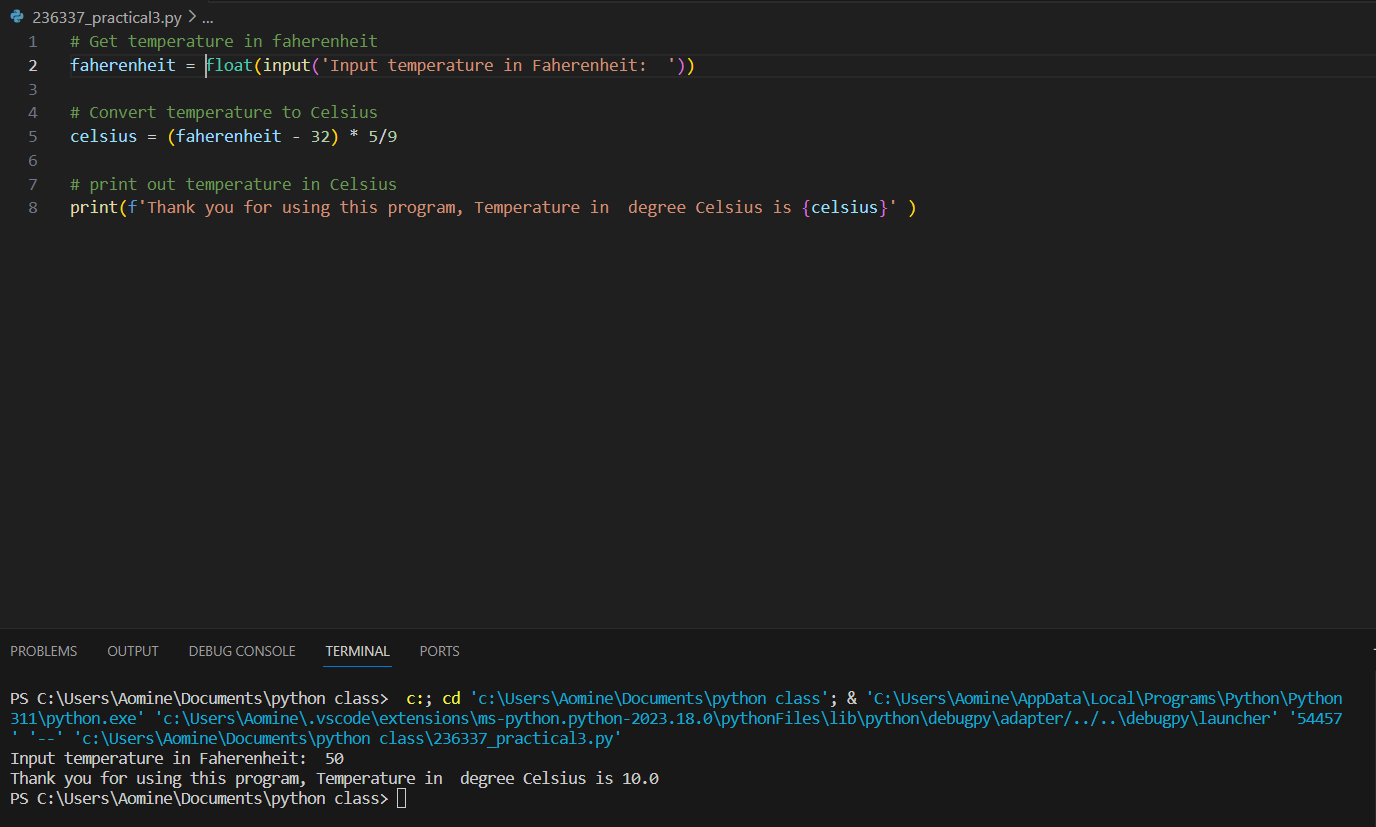 236337_practical3.py > ...
1 # Get temperature in faherenheit
2 faherenheit = float(input('Input temperature in Faherenheit:  '))
3
4 # Convert temperature to Celsius
5 celsius = (faherenheit - 32) * 5/9
6
7 # print out temperature in Celsius
8 print(f'Thank you for using this program, Temperature in  degree Celsius is {celsius}' )
PROBLEMS OUTPUT DEBUG CONSOLE TERMINAL PORTS
PS C:\Users\Aomine\Documents\python class>  c:; cd 'c:\Users\Aomine\Documents\python class'; & 'C:\Users\Aomine\AppData\Local\Programs\Python\Python
311\python.exe' 'c:\Users\Aomine\.vscode\extensions\ms-python.python-2023.18.0\pythonFiles\lib\python\debugpy\adapter/../..\debugpy\launcher' '54457
' '--' 'c:\Users\Aomine\Documents\python class\236337_practical3.py'
Input temperature in Faherenheit:  50
Thank you for using this program, Temperature in  degree Celsius is 10.0
PS C:\Users\Aomine\Documents\python class>